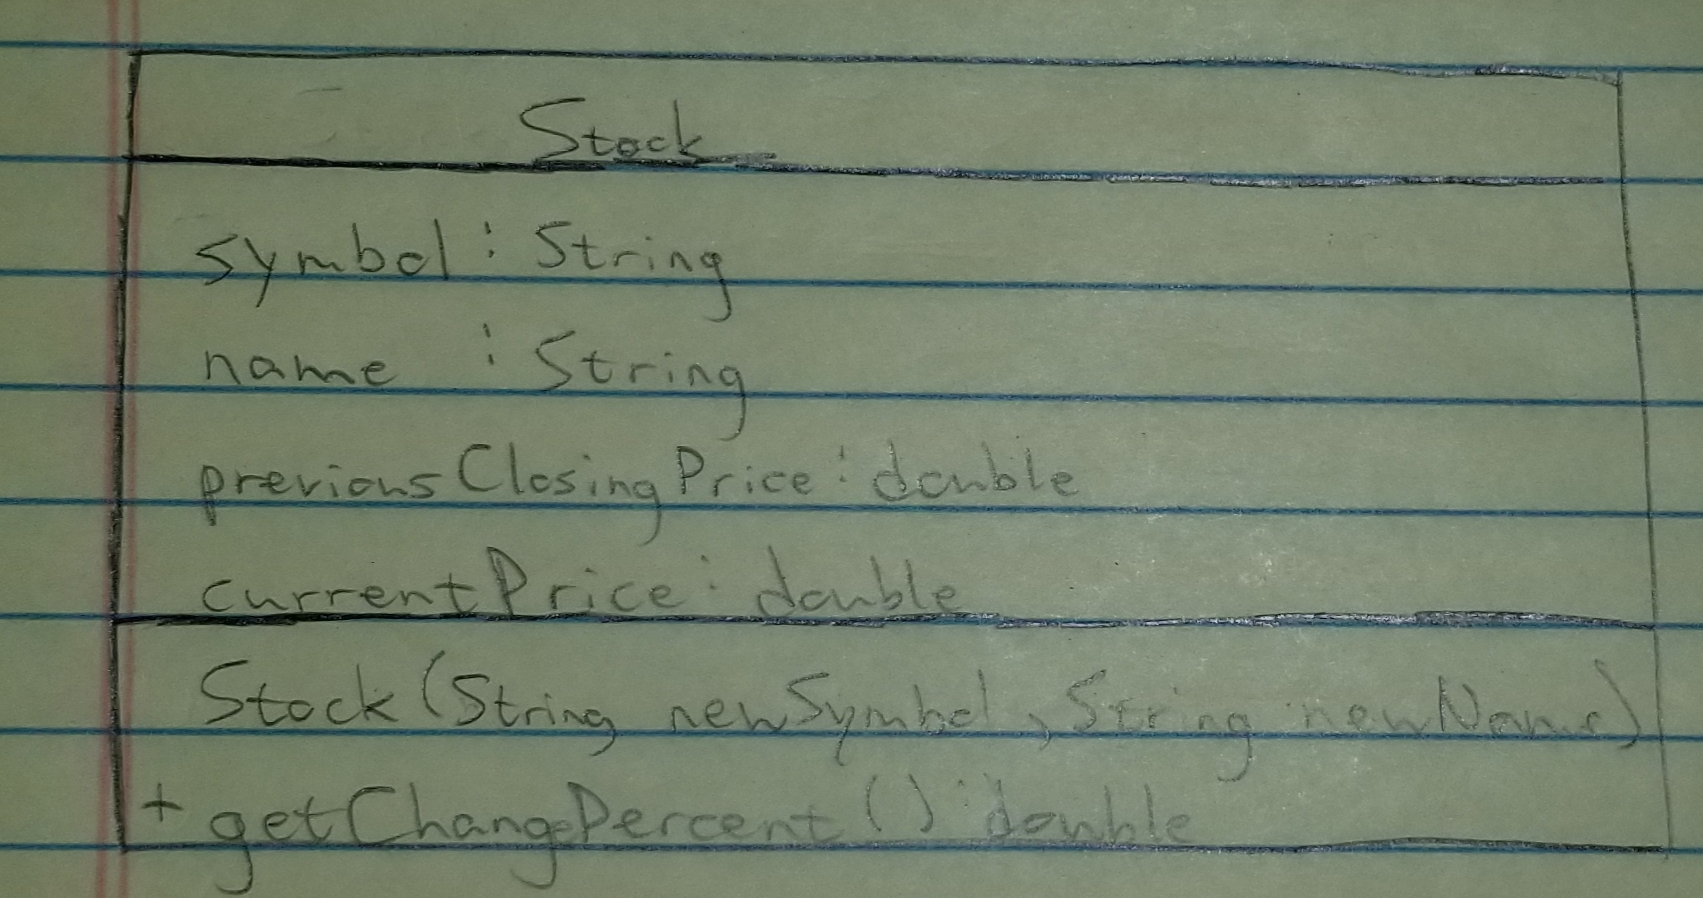 Stock
symbol : String
name : String
previousClosingPrice : double
currentPrice : double
Stock (String newSymbol, String newName)
+ getChangePercent () : double